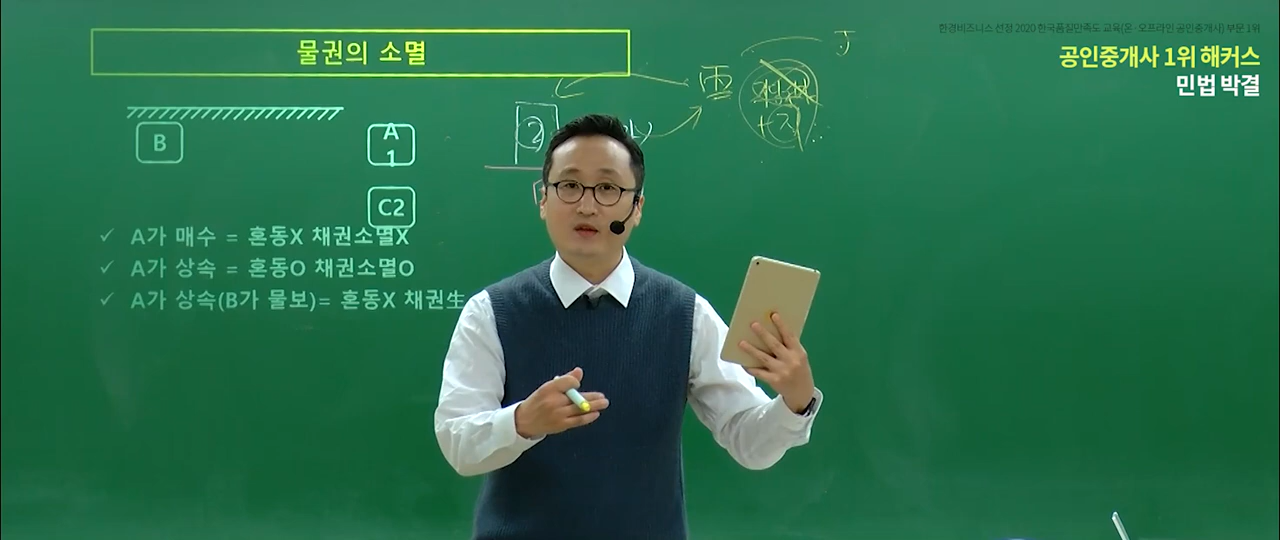 한경비즈니스 선정 2020 한국품질만족도 교육(온·오프라인 공인중개사) 부문 1위
공인중개사 1위 해커스
민법 박결
물권의 소멸
B
A
1
C2
✓ A가 매수 = 혼동X 채권소멸X
✓ A가 상속 = 혼동O 채권소멸O
✓ A가 상속(B가 물보)= 혼동X 채권生
2
J